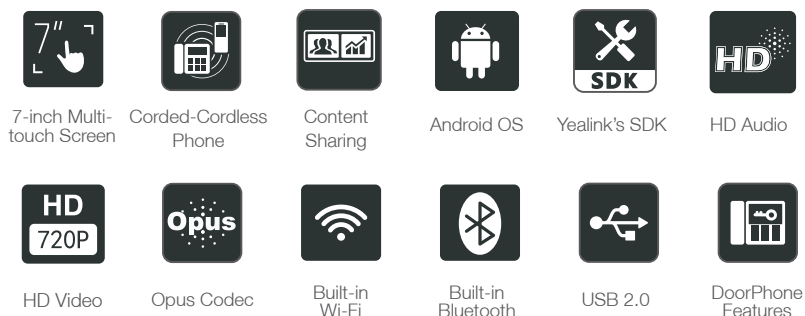 7"
SDK
HD
7-inch Multi-
touch Screen
Corded-Cordless
Phone
Content
Sharing
Android OS
Yealink's SDK
HD Audio
HD
720P
Opus
HD Video
Opus Codec
Built-in
Wi-Fi
Built-in
Bluetooth
USB 2.0
DoorPhone
Features